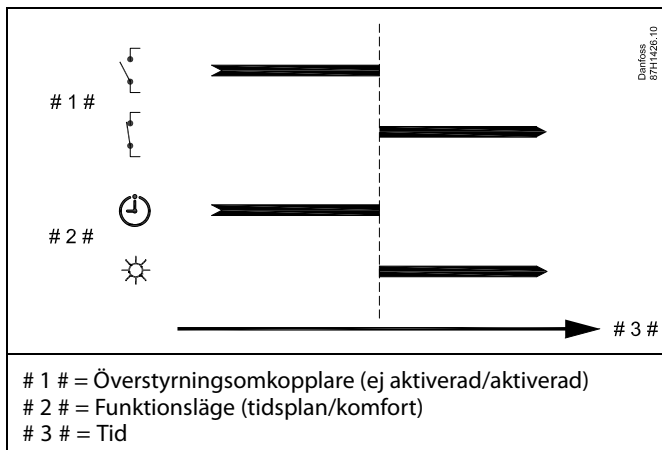 Danfoss
87H1426.10
# 1 #
# 2 #
# 3 #
# 1 # = Överstyrningsomkopplare (ej aktiverad/aktiverad)
# 2 # = Funktionsläge (tidsplan/komfort)
# 3 # = Tid